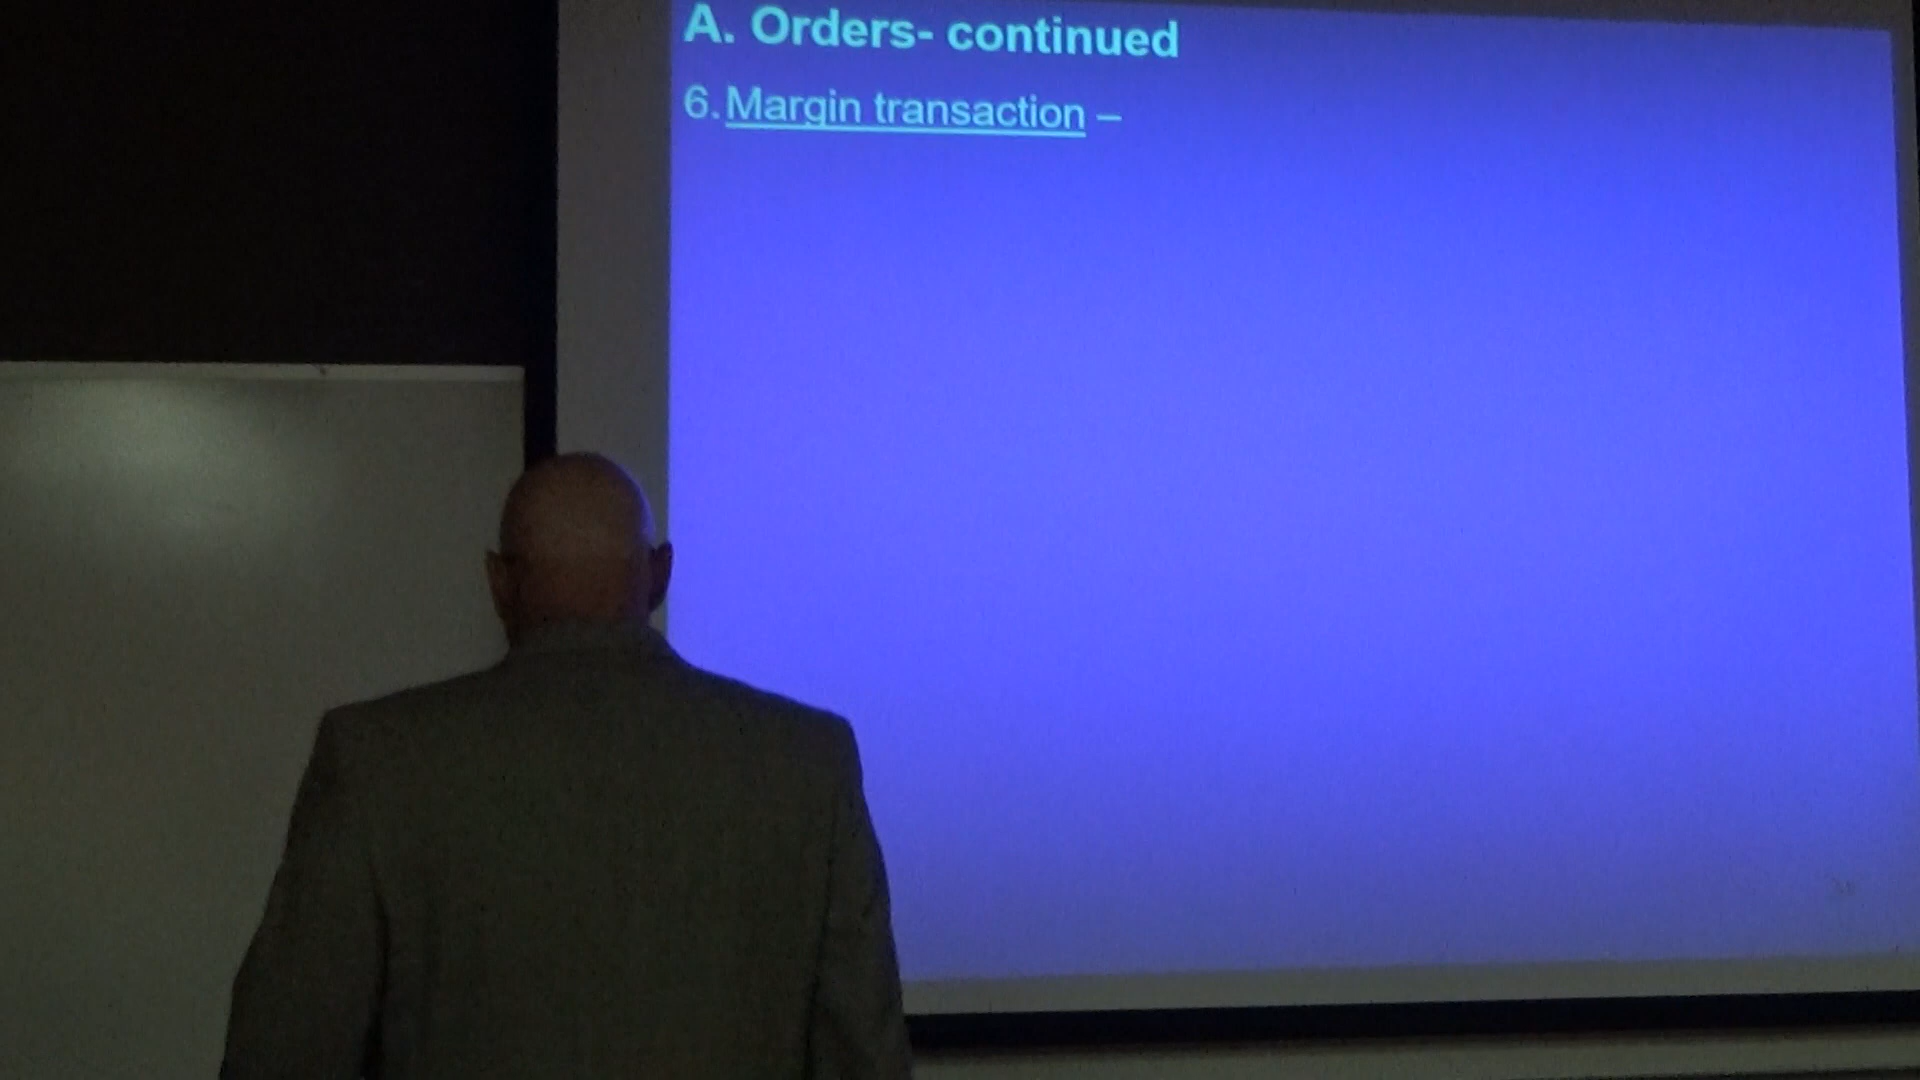 A. Orders- continued
6. Margin transaction –